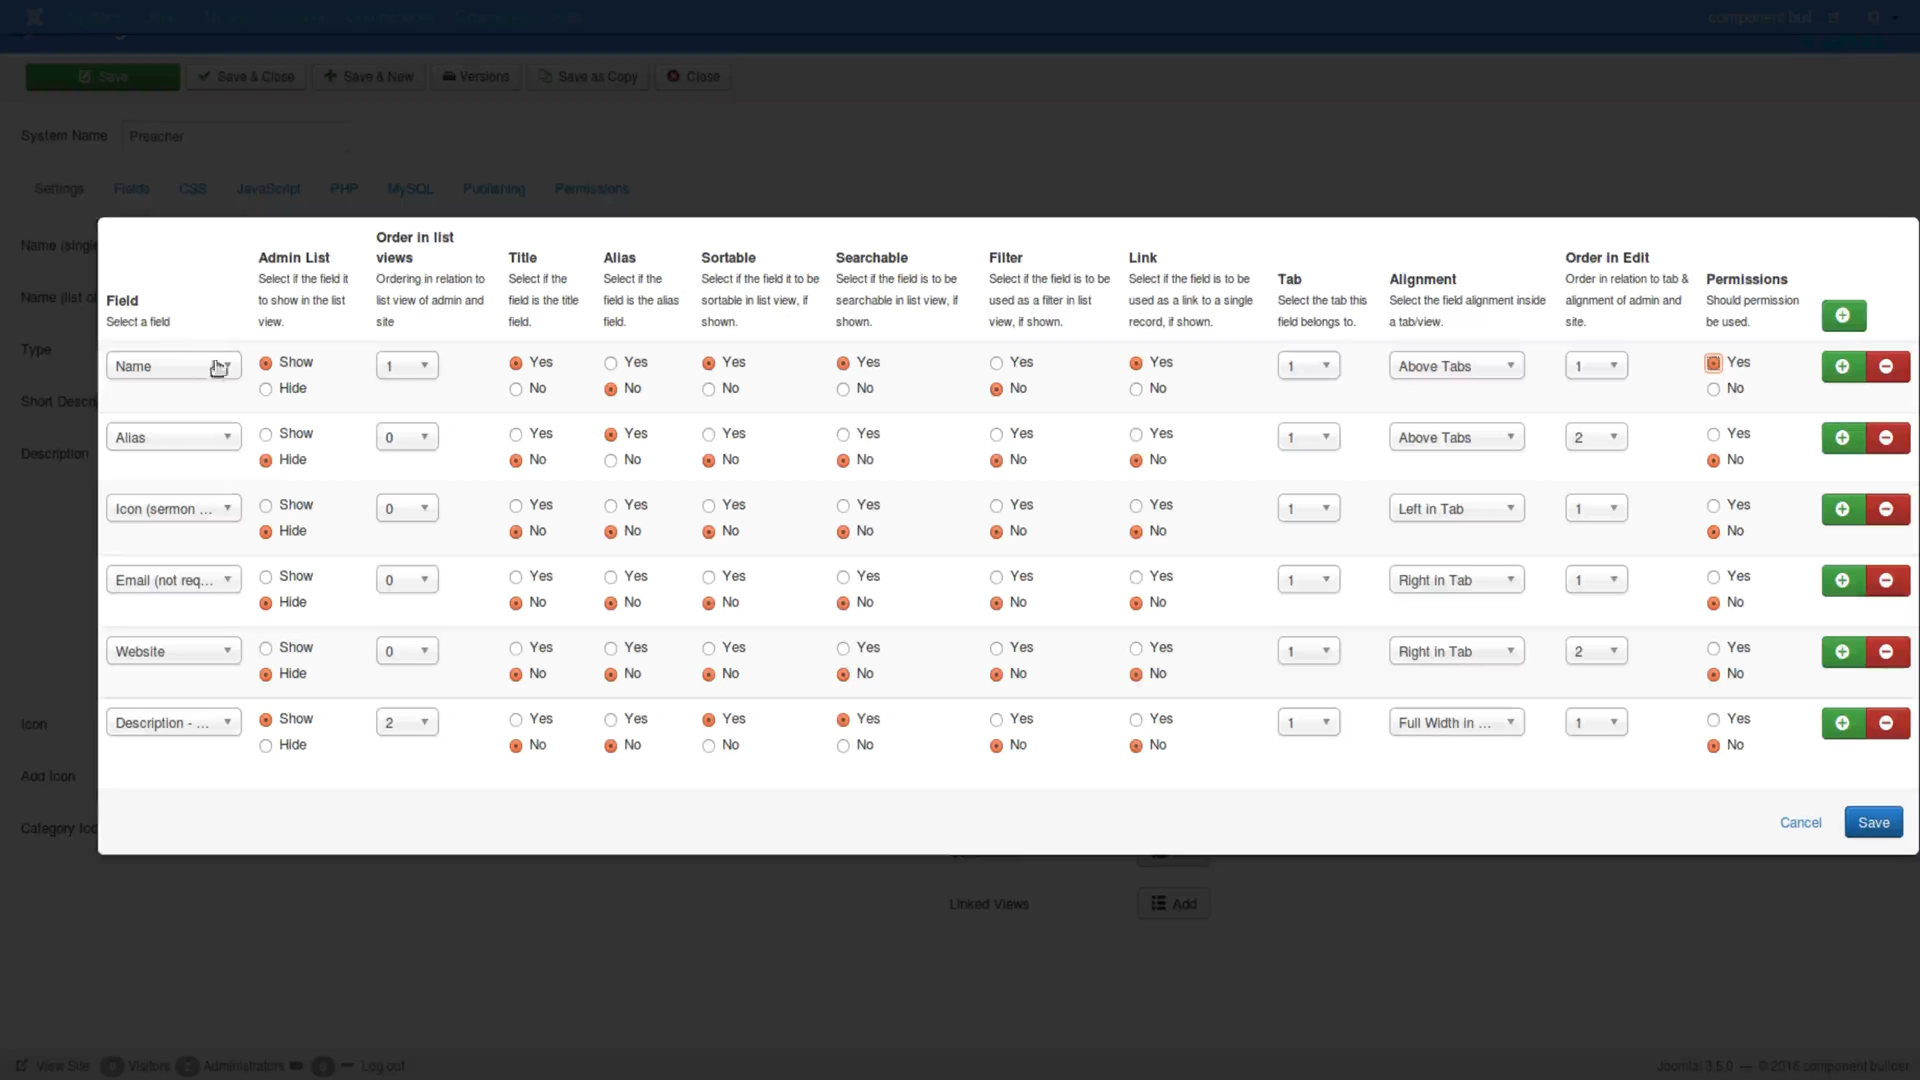 component buil...
Save
Save & Close
Save & New
Versions
Save as Copy
Close
System Name
Preacher
Settings
Fields
CSS
JavaScript
PHP
MySQL
Publishing
Permissions
Name (single
Name (list o
Type
Short Descri
Description
Icon
Add Icon
Category Ico
Field
Select a field
Admin List
Select if the field it
to show in the list
view.
Order in list
views
Ordering in relation to
list view of admin and
site
Title
Select if the
field is the title
field.
Alias
Select if the
field is the alias
field.
Sortable
Select if the field it to be
sortable in list view, if
shown.
Searchable
Select if the field is to be
searchable in list view, if
shown.
Filter
Select if the field is to be
used as a filter in list
view, if shown.
Link
Select if the field is to be
used as a link to a single
record, if shown.
Tab
Select the tab this
field belongs to.
Alignment
Select the field alignment inside
a tab/view.
Order in Edit
Order in relation to tab &
alignment of admin and
site.
Permissions
Should permission
be used.
Name Show 1 Yes Yes Yes Yes Yes Yes 1 Above Tabs 1 Yes
Hide No No No No No No No
Alias Show 0 Yes Yes Yes Yes Yes Yes 1 Above Tabs 2 Yes
Hide No No No No No No No
Icon (sermon ... Show 0 Yes Yes Yes Yes Yes Yes 1 Left in Tab 1 Yes
Hide No No No No No No No
Email (not req... Show 0 Yes Yes Yes Yes Yes Yes 1 Right in Tab 1 Yes
Hide No No No No No No No
Website Show 0 Yes Yes Yes Yes Yes Yes 1 Right in Tab 2 Yes
Hide No No No No No No No
Description - ... Show 2 Yes Yes Yes Yes Yes Yes 1 Full Width in ... 1 Yes
Hide No No No No No No No
Cancel
Save
Linked Views
Add
View Site
Visitors
Administrators
Log out
Joomla! 3.5.0 — © 2016 component builder